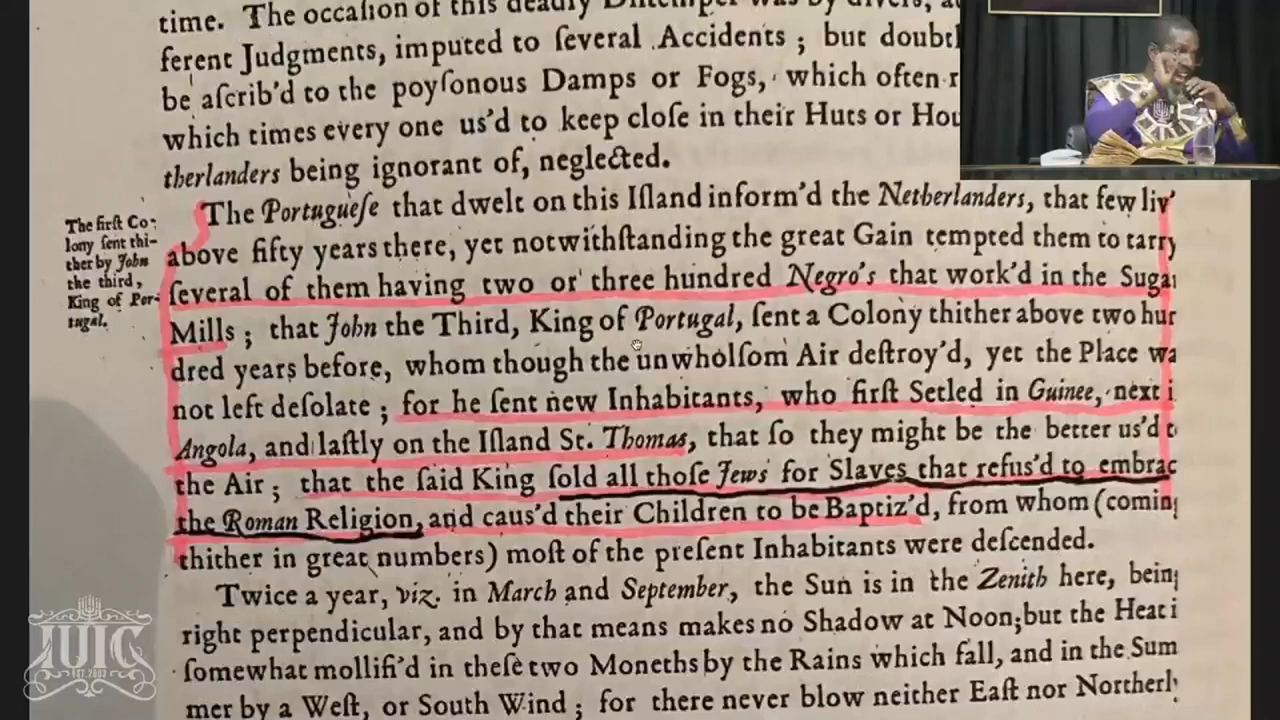 time. The occaſion of this deadly Diſtemper was by divers,
ferent Judgments, imputed to ſeveral Accidents ; but
be aſcrib'd to the poyſonous Damps or Fogs, which often
which times every one us'd to keep cloſe in their Huts or
therlanders being ignorant of, neglected.
The Portugueſe that dwelt on this Iſland inform'd the Netherlanders, that few liv'
above fifty years there, yet notwithſtanding the great Gain tempted them to tarry
ſeveral of them having two or three hundred Negro's that work'd in the Sugar
Mills ; that John the Third, King of Portugal, ſent a Colony thither above two hun
dred years before, whom though the unwholſom Air deſtroy'd, yet the Place wa
not left deſolate ; for he ſent new Inhabitants, who firſt Setled in Guinee, next i
Angola, and laſtly on the Iſland St. Thomas, that ſo they might be the better us'd t
the Air ; that the ſaid King ſold all thoſe Jews for Slaves that refus'd to embrac
the Roman Religion, and caus'd their Children to be Baptiz'd, from whom (coming
thither in great numbers) moſt of the preſent Inhabitants were deſcended.
Twice a year, viz. in March and September, the Sun is in the Zenith here, being
right perpendicular, and by that means makes no Shadow at Noon; but the Heat i
ſomewhat mollifi'd in theſe two Moneths by the Rains which fall, and in the Sum
mer by a Weſt, or South Wind ; for there never blow neither Eaſt nor Northerly
The firſt Co-
lony ſent thi-
ther by John
the third,
King of Por-
tugal.
IUIC
EST. 2003